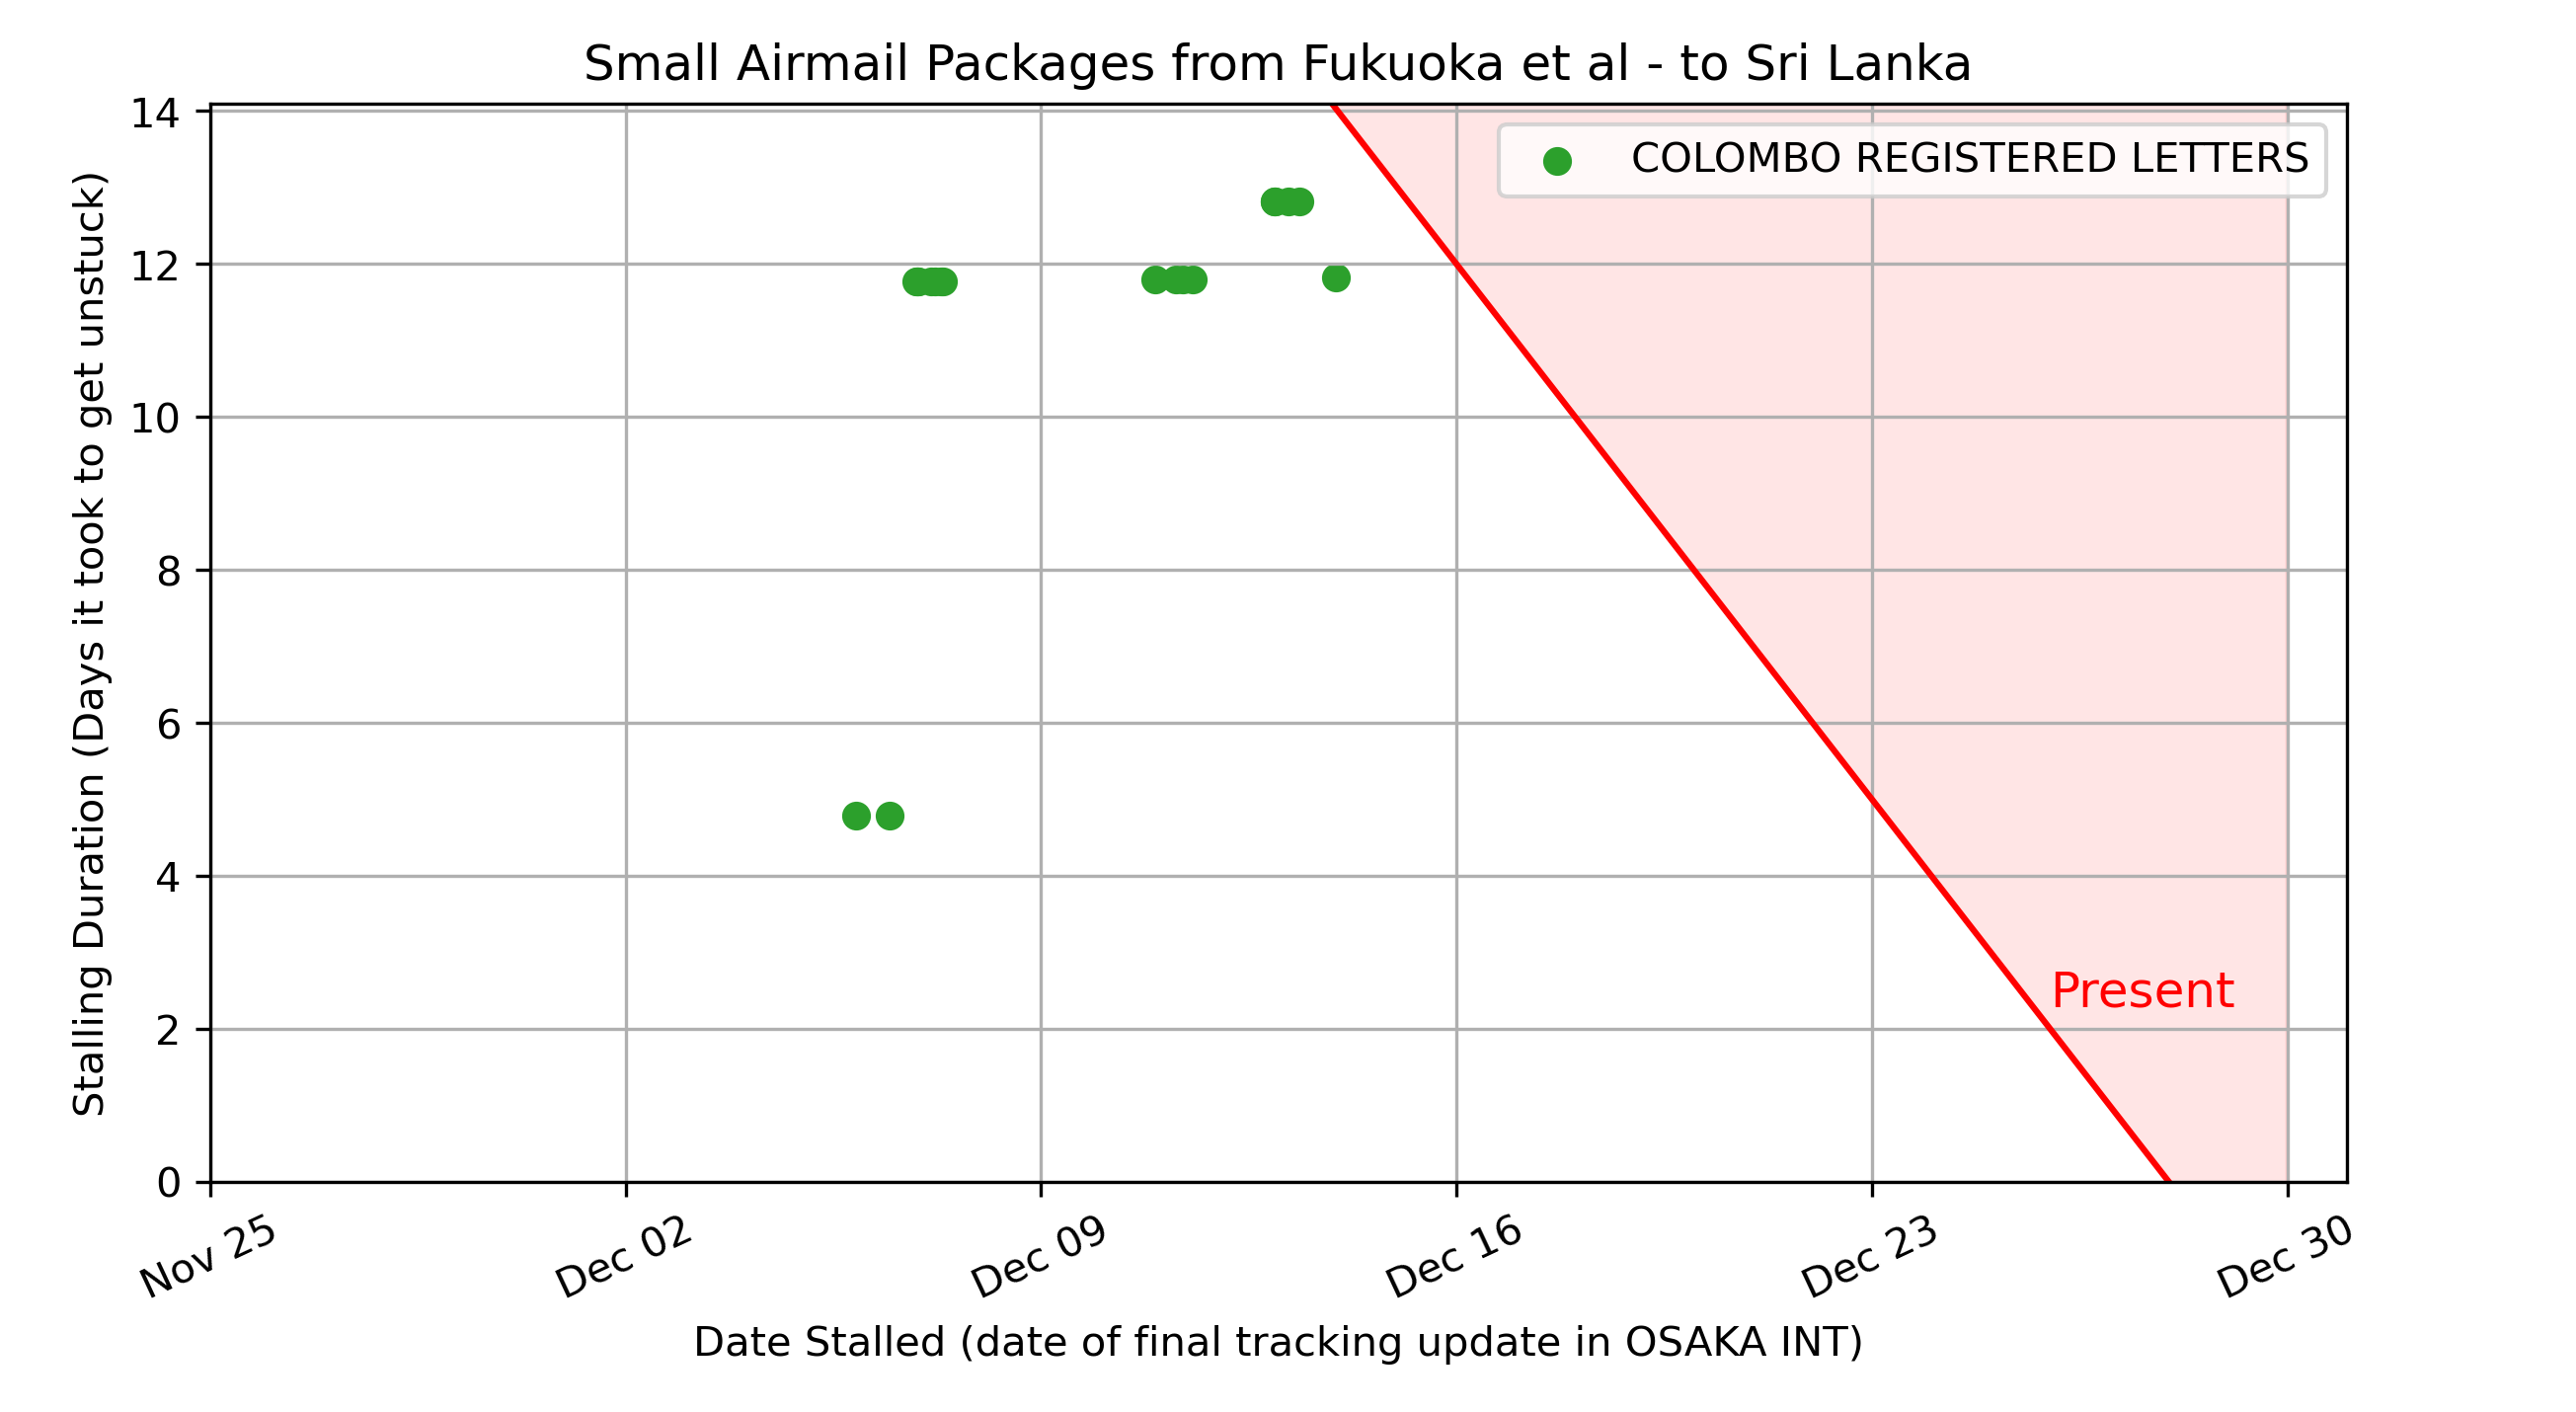 Small Airmail Packages from Fukuoka et al - to Sri Lanka
COLOMBO REGISTERED LETTERS
Stalling Duration (Days it took to get unstuck)
14
12
10
8
6
4
2
0
Present
Nov 25
Dec 02
Dec 09
Dec 16
Dec 23
Dec 30
Date Stalled (date of final tracking update in OSAKA INT)